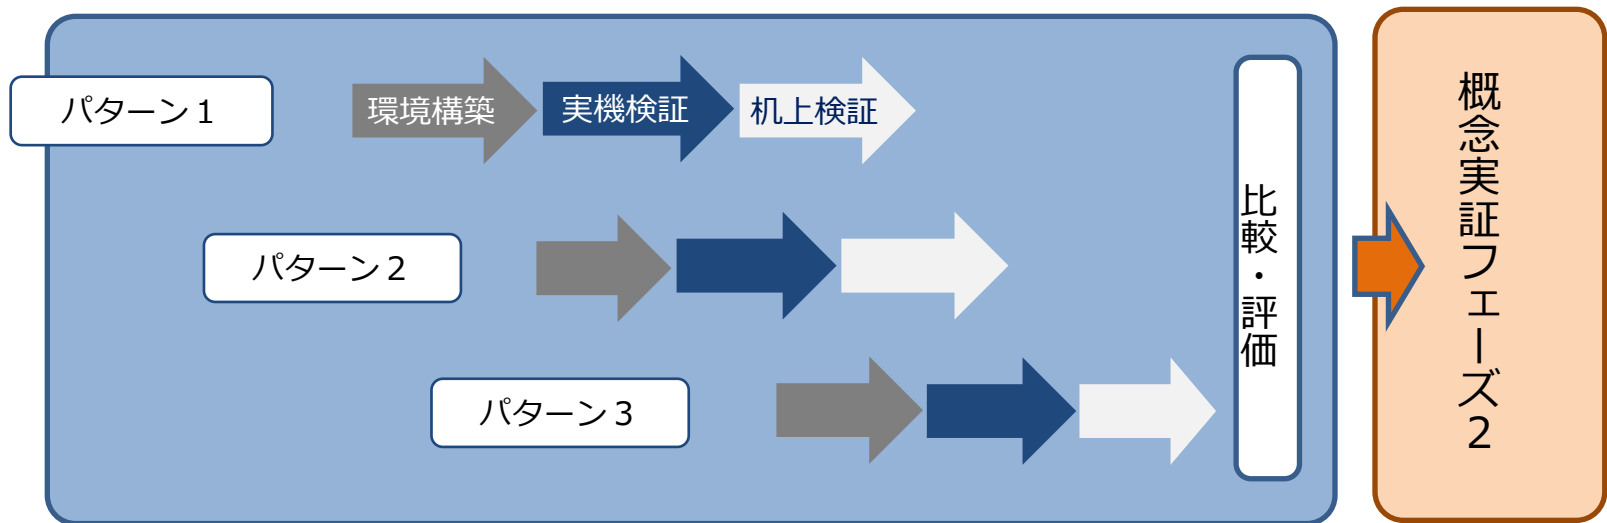 パターン１
環境構築
実機検証
机上検証
パターン２
パターン３
比較・評価
概念実証フェーズ２